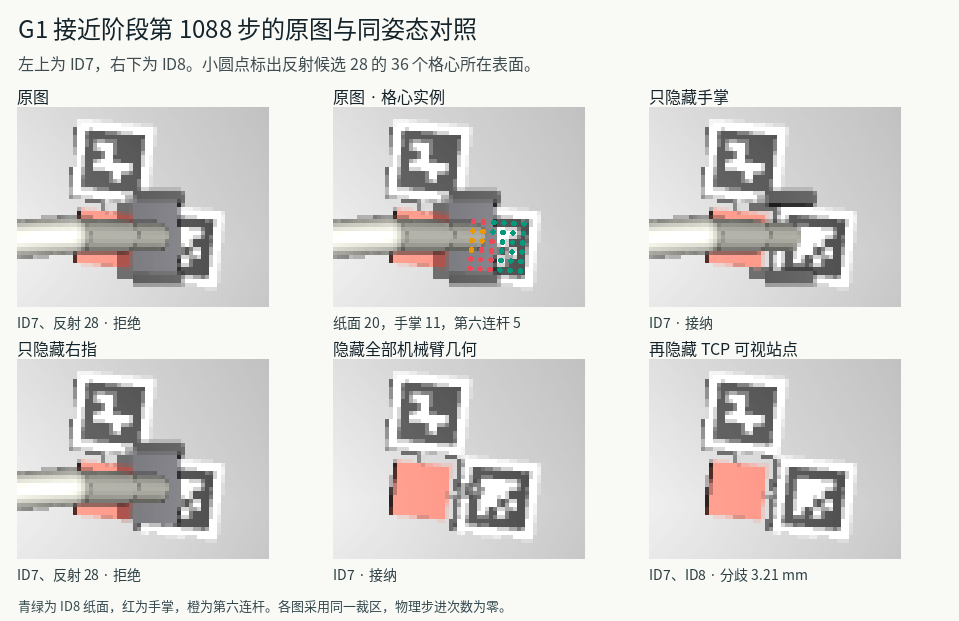 G1 接近阶段第 1088 步的原图与同姿态对照
左上为 ID7，右下为 ID8。小圆点标出反射候选 28 的 36 个格心所在表面。
原图
原图 · 格心实例
只隐藏手掌
ID7、反射 28 · 拒绝
纸面 20，手掌 11，第六连杆 5
ID7 · 接纳
只隐藏右指
隐藏全部机械臂几何
再隐藏 TCP 可视站点
ID7、反射 28 · 拒绝
ID7 · 接纳
ID7、ID8 · 分歧 3.21 mm
青绿为 ID8 纸面，红为手掌，橙为第六连杆。各图采用同一裁区，物理步进次数为零。